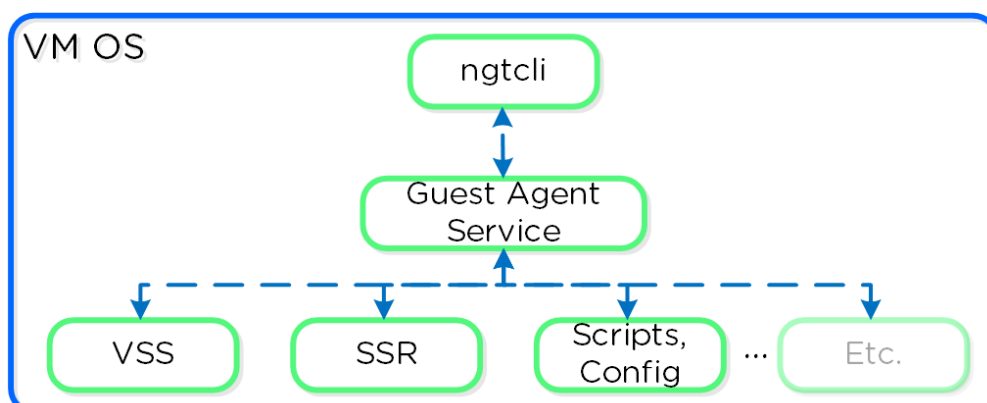 VM OS
ngtcli
Guest Agent
Service
VSS
SSR
Scripts,
Config
...
Etc.